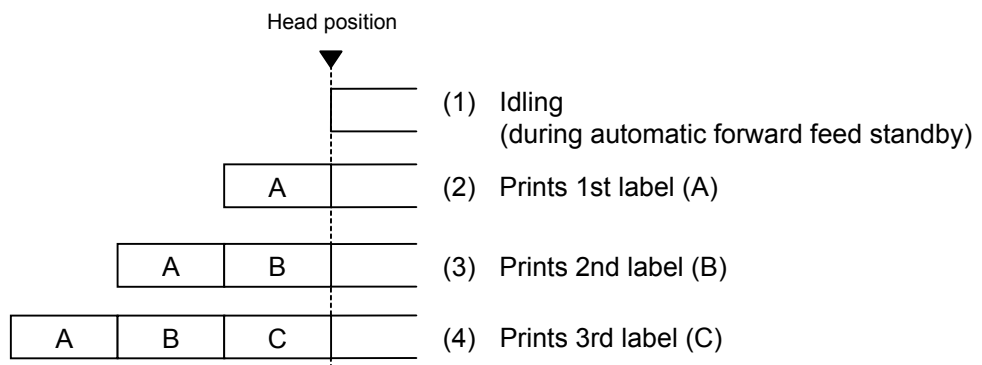 Head position
(1) Idling
(during automatic forward feed standby)
A (2) Prints 1st label (A)
A B (3) Prints 2nd label (B)
A B C (4) Prints 3rd label (C)